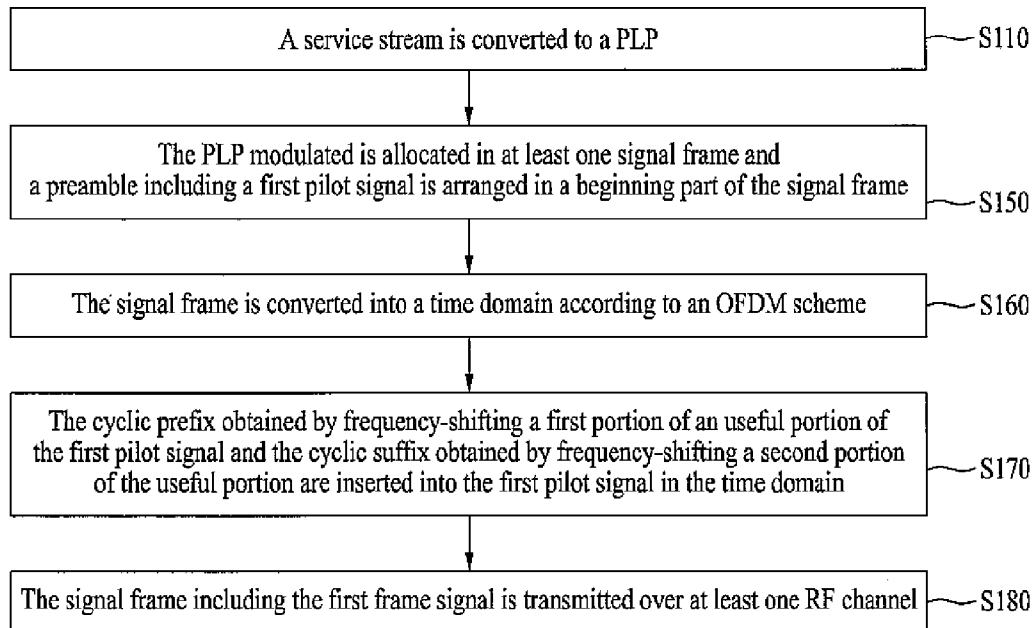 A service stream is converted to a PLP
S110
The PLP modulated is allocated in at least one signal frame and
a preamble including a first pilot signal is arranged in a beginning part of the signal frame
S150
The signal frame is converted into a time domain according to an OFDM scheme
S160
The cyclic prefix obtained by frequency-shifting a first portion of an useful portion of
the first pilot signal and the cyclic suffix obtained by frequency-shifting a second portion
of the useful portion are inserted into the first pilot signal in the time domain
S170
The signal frame including the first frame signal is transmitted over at least one RF channel
S180